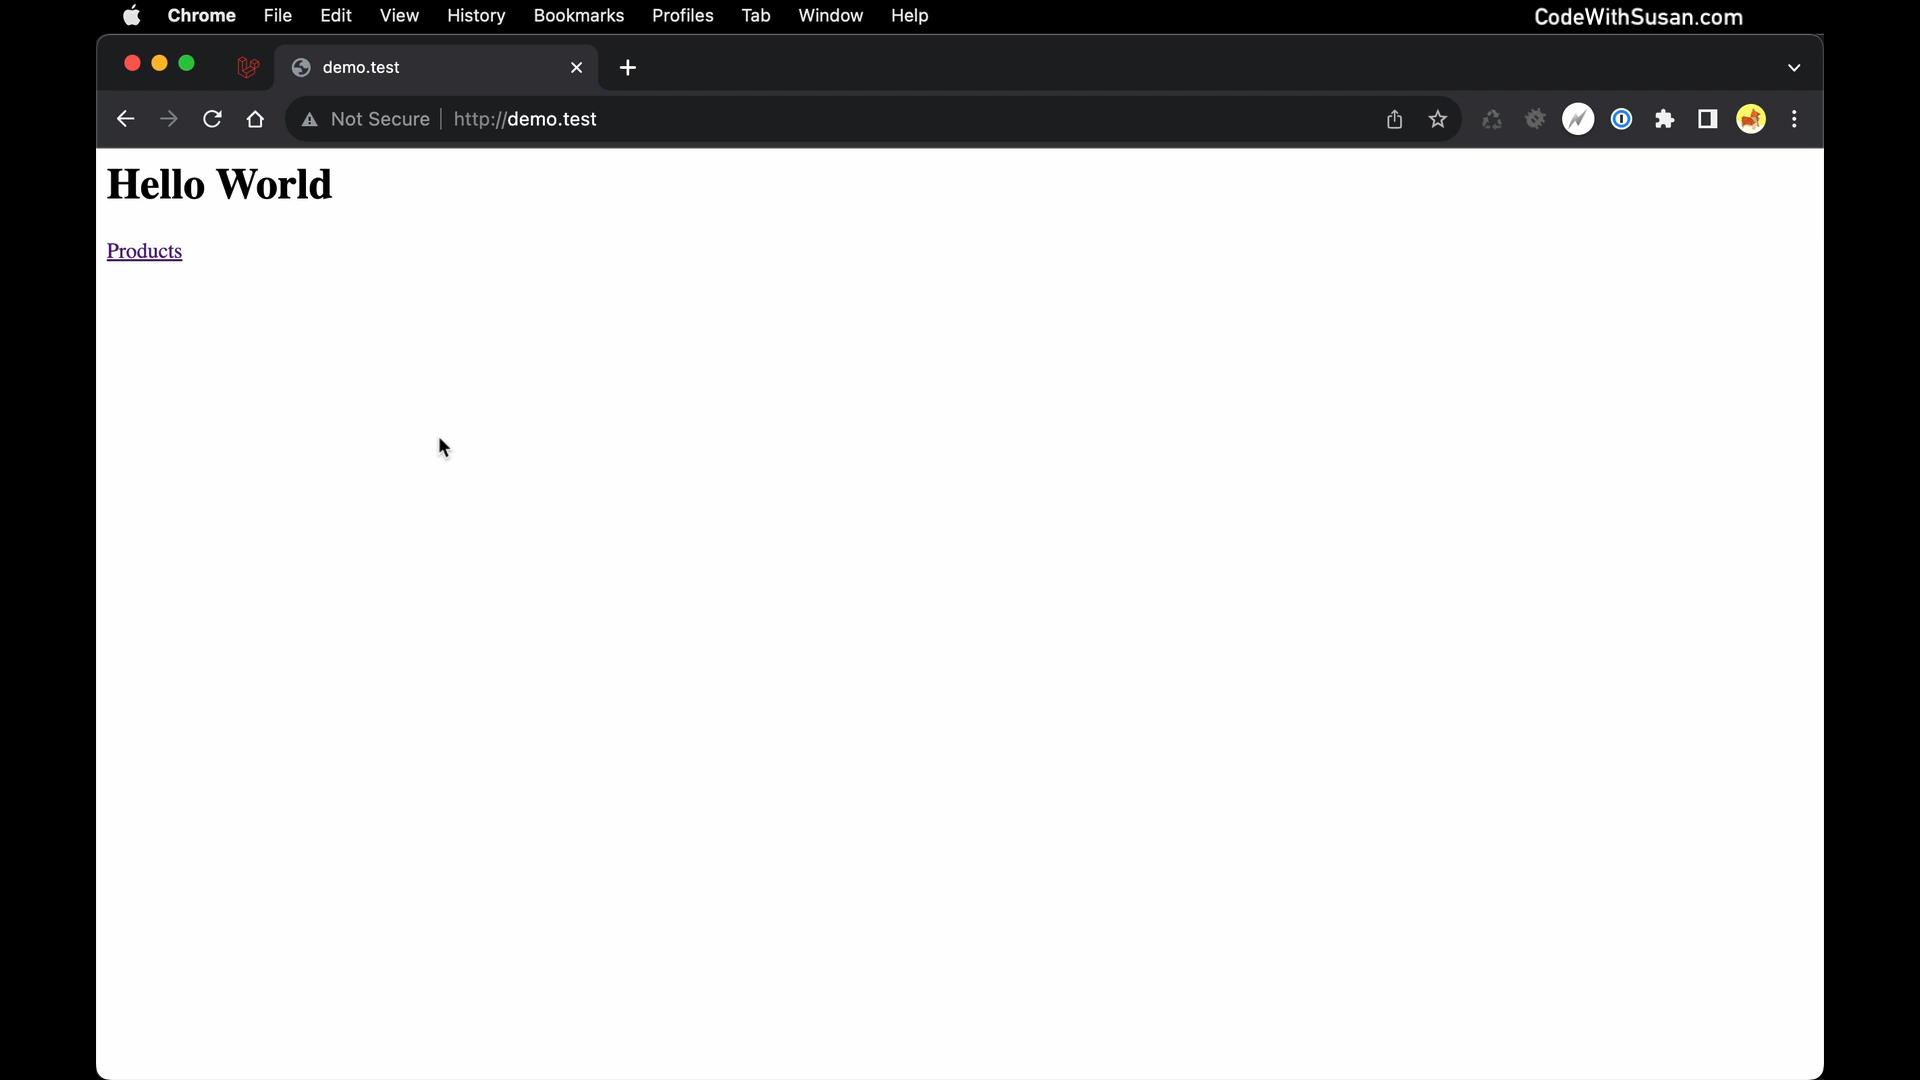 Chrome File Edit View History Bookmarks Profiles Tab Window Help
CodeWithSusan.com
demo.test
Not Secure http://demo.test
Hello World
Products